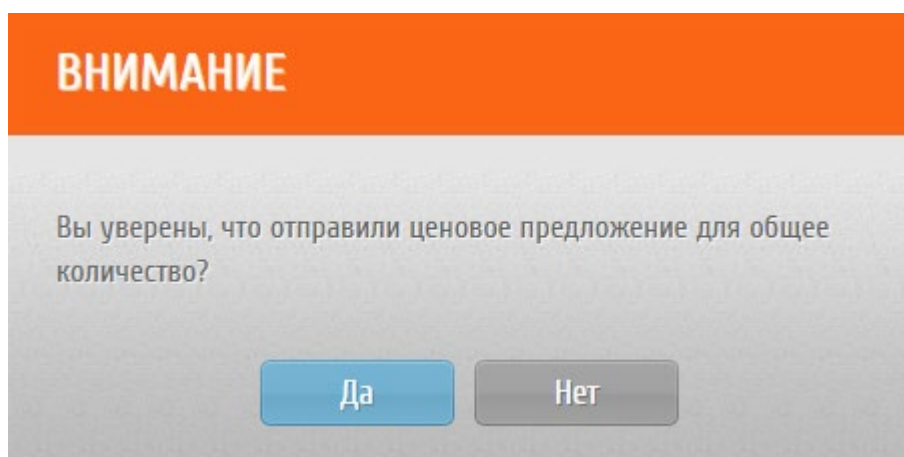 ВНИМАНИЕ
Вы уверены, что отправили ценовое предложение для общее
количество?
Да
Нет